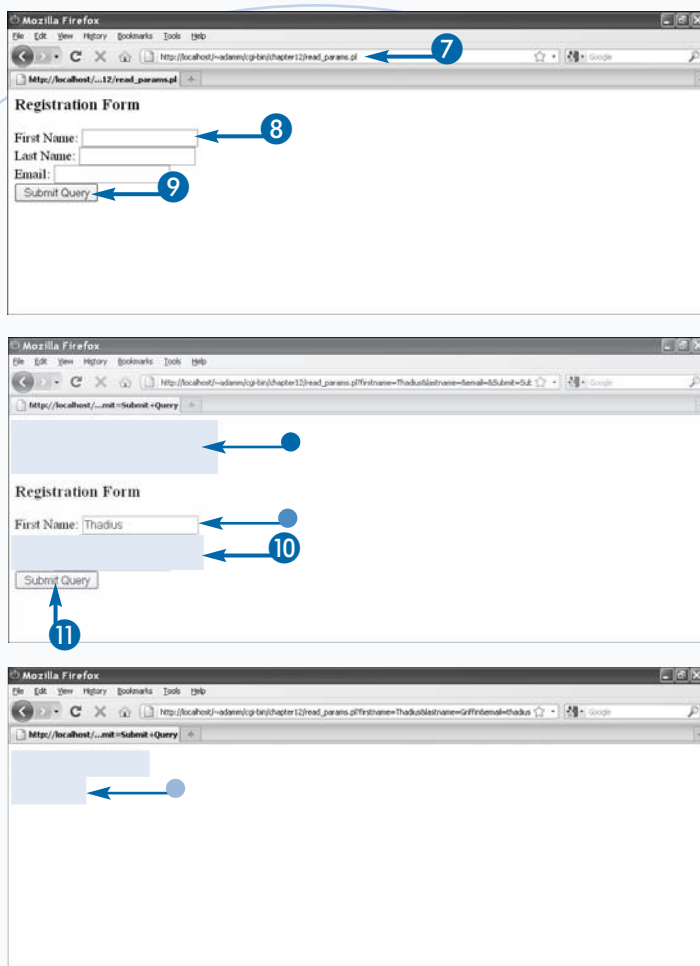 Mozilla Firefox
File Edit View History Bookmarks Tools Help
http://localhost/~adamm/cgi-bin/chapter12/read_params.pl
Google
7
http://localhost/...12/read_params.pl
Registration Form
First Name:
8
Last Name:
Email:
Submit Query
9
Mozilla Firefox
File Edit View History Bookmarks Tools Help
http://localhost/~adamm/cgi-bin/chapter12/read_params.pl?firstname=Thadius&lastname=&email=&Submit=Sub
Google
http://localhost/...mit=Submit+Query
Registration Form
First Name: Thadius
10
Submit Query
11
Mozilla Firefox
File Edit View History Bookmarks Tools Help
http://localhost/~adamm/cgi-bin/chapter12/read_params.pl?firstname=Thadius&lastname=Griffin&email=thadius
Google
http://localhost/...mit=Submit+Query